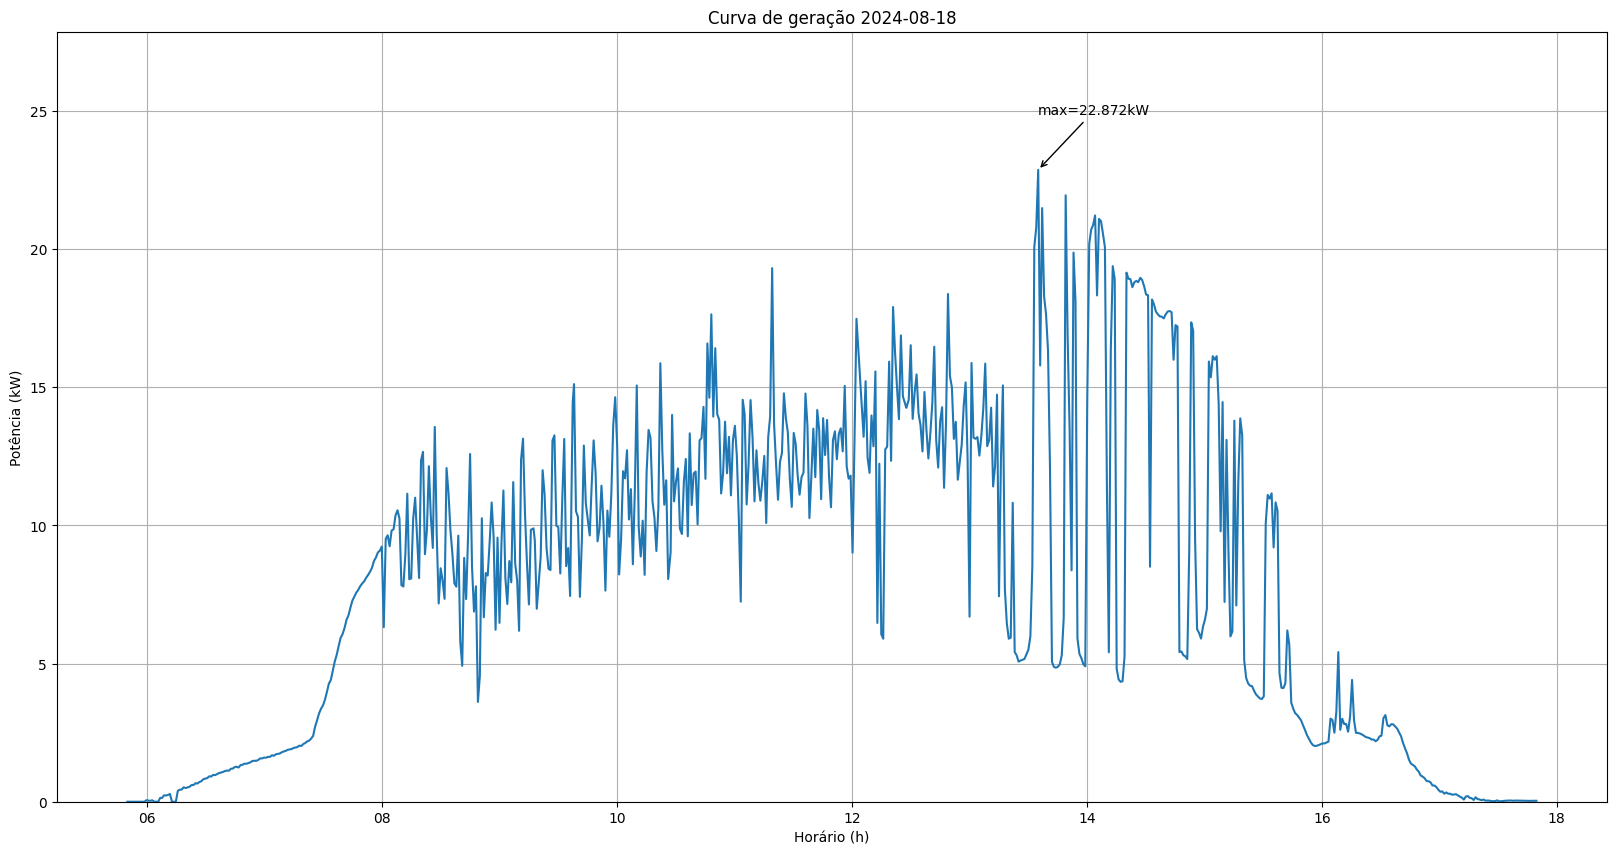 Curva de geração 2024-08-18
max=22.872kW
Potência (kW)
25
20
15
10
5
0
06 08 10 12 14 16 18
Horário (h)